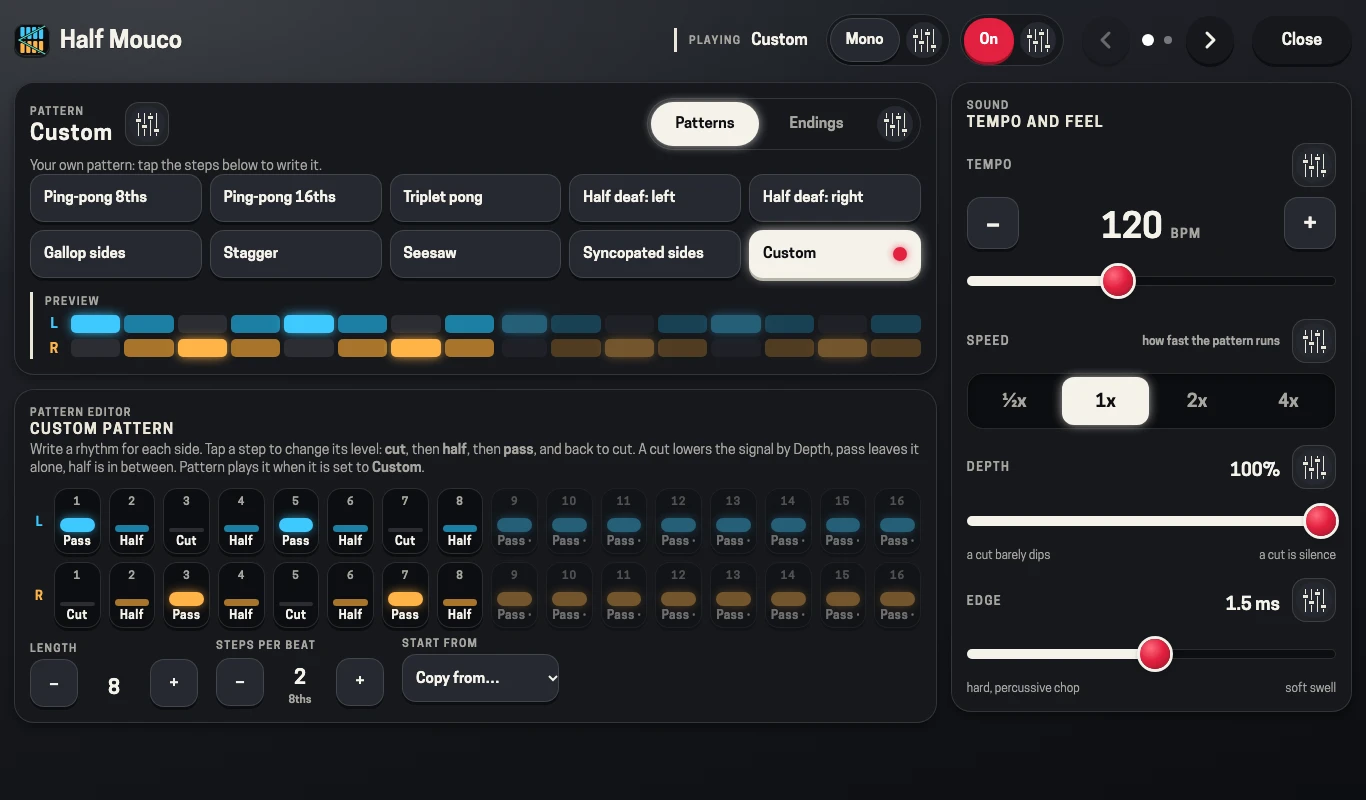 Half Mouco
PLAYING Custom
Mono
On
Close
PATTERN
Custom
Patterns
Endings
Your own pattern: tap the steps below to write it.
Ping-pong 8ths
Ping-pong 16ths
Triplet pong
Half deaf: left
Half deaf: right
Gallop sides
Stagger
Seesaw
Syncopated sides
Custom
PREVIEW
L
R
PATTERN EDITOR
CUSTOM PATTERN
Write a rhythm for each side. Tap a step to change its level: cut, then half, then pass, and back to cut. A cut lowers the signal by Depth, pass leaves it
alone, half is in between. Pattern plays it when it is set to Custom.
1 2 3 4 5 6 7 8 9 10 11 12 13 14 15 16
L
Pass Half Cut Half Pass Half Cut Half Pass · Pass · Pass · Pass · Pass · Pass · Pass · Pass ·
1 2 3 4 5 6 7 8 9 10 11 12 13 14 15 16
R
Cut Half Pass Half Cut Half Pass Half Pass · Pass · Pass · Pass · Pass · Pass · Pass · Pass ·
LENGTH
– 8 +
STEPS PER BEAT
– 2 +
8ths
START FROM
Copy from...
SOUND
TEMPO AND FEEL
TEMPO
– 120 BPM +
SPEED
how fast the pattern runs
½x 1x 2x 4x
DEPTH
100%
a cut barely dips
a cut is silence
EDGE
1.5 ms
hard, percussive chop
soft swell